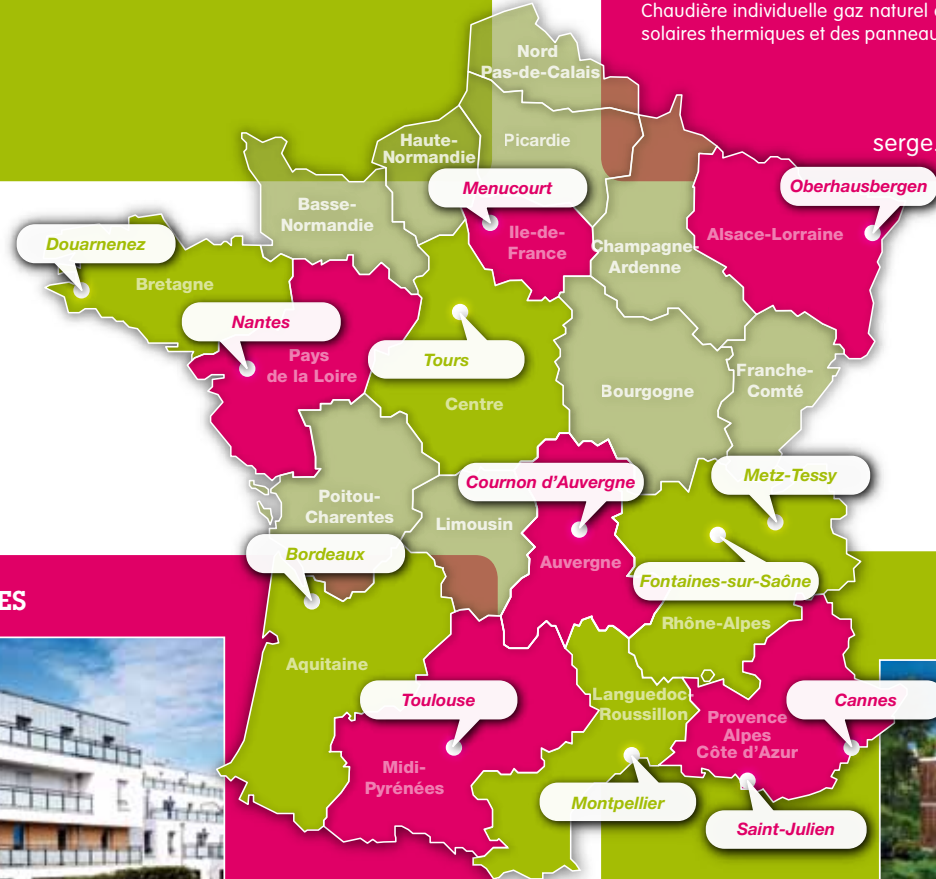 Chaudière individuelle gaz naturel
solaires thermiques et des panneau
serge.
Nord
Pas-de-Calais
Haute-
Normandie
Picardie
Menucourt
Oberhausbergen
Basse-
Normandie
Ile-de-
France
Champagne-
Ardenne
Alsace-Lorraine
Douarnenez
Bretagne
Nantes
Pays
de la Loire
Tours
Centre
Bourgogne
Franche-
Comté
Cournon d’Auvergne
Metz-Tessy
Poitou-
Charentes
Limousin
Bordeaux
Auvergne
Fontaines-sur-Saône
Rhône-Alpes
ES
Aquitaine
Toulouse
Languedoc-
Roussillon
Provence
Alpes
Côte d’Azur
Cannes
Midi-
Pyrénées
Montpellier
Saint-Julien